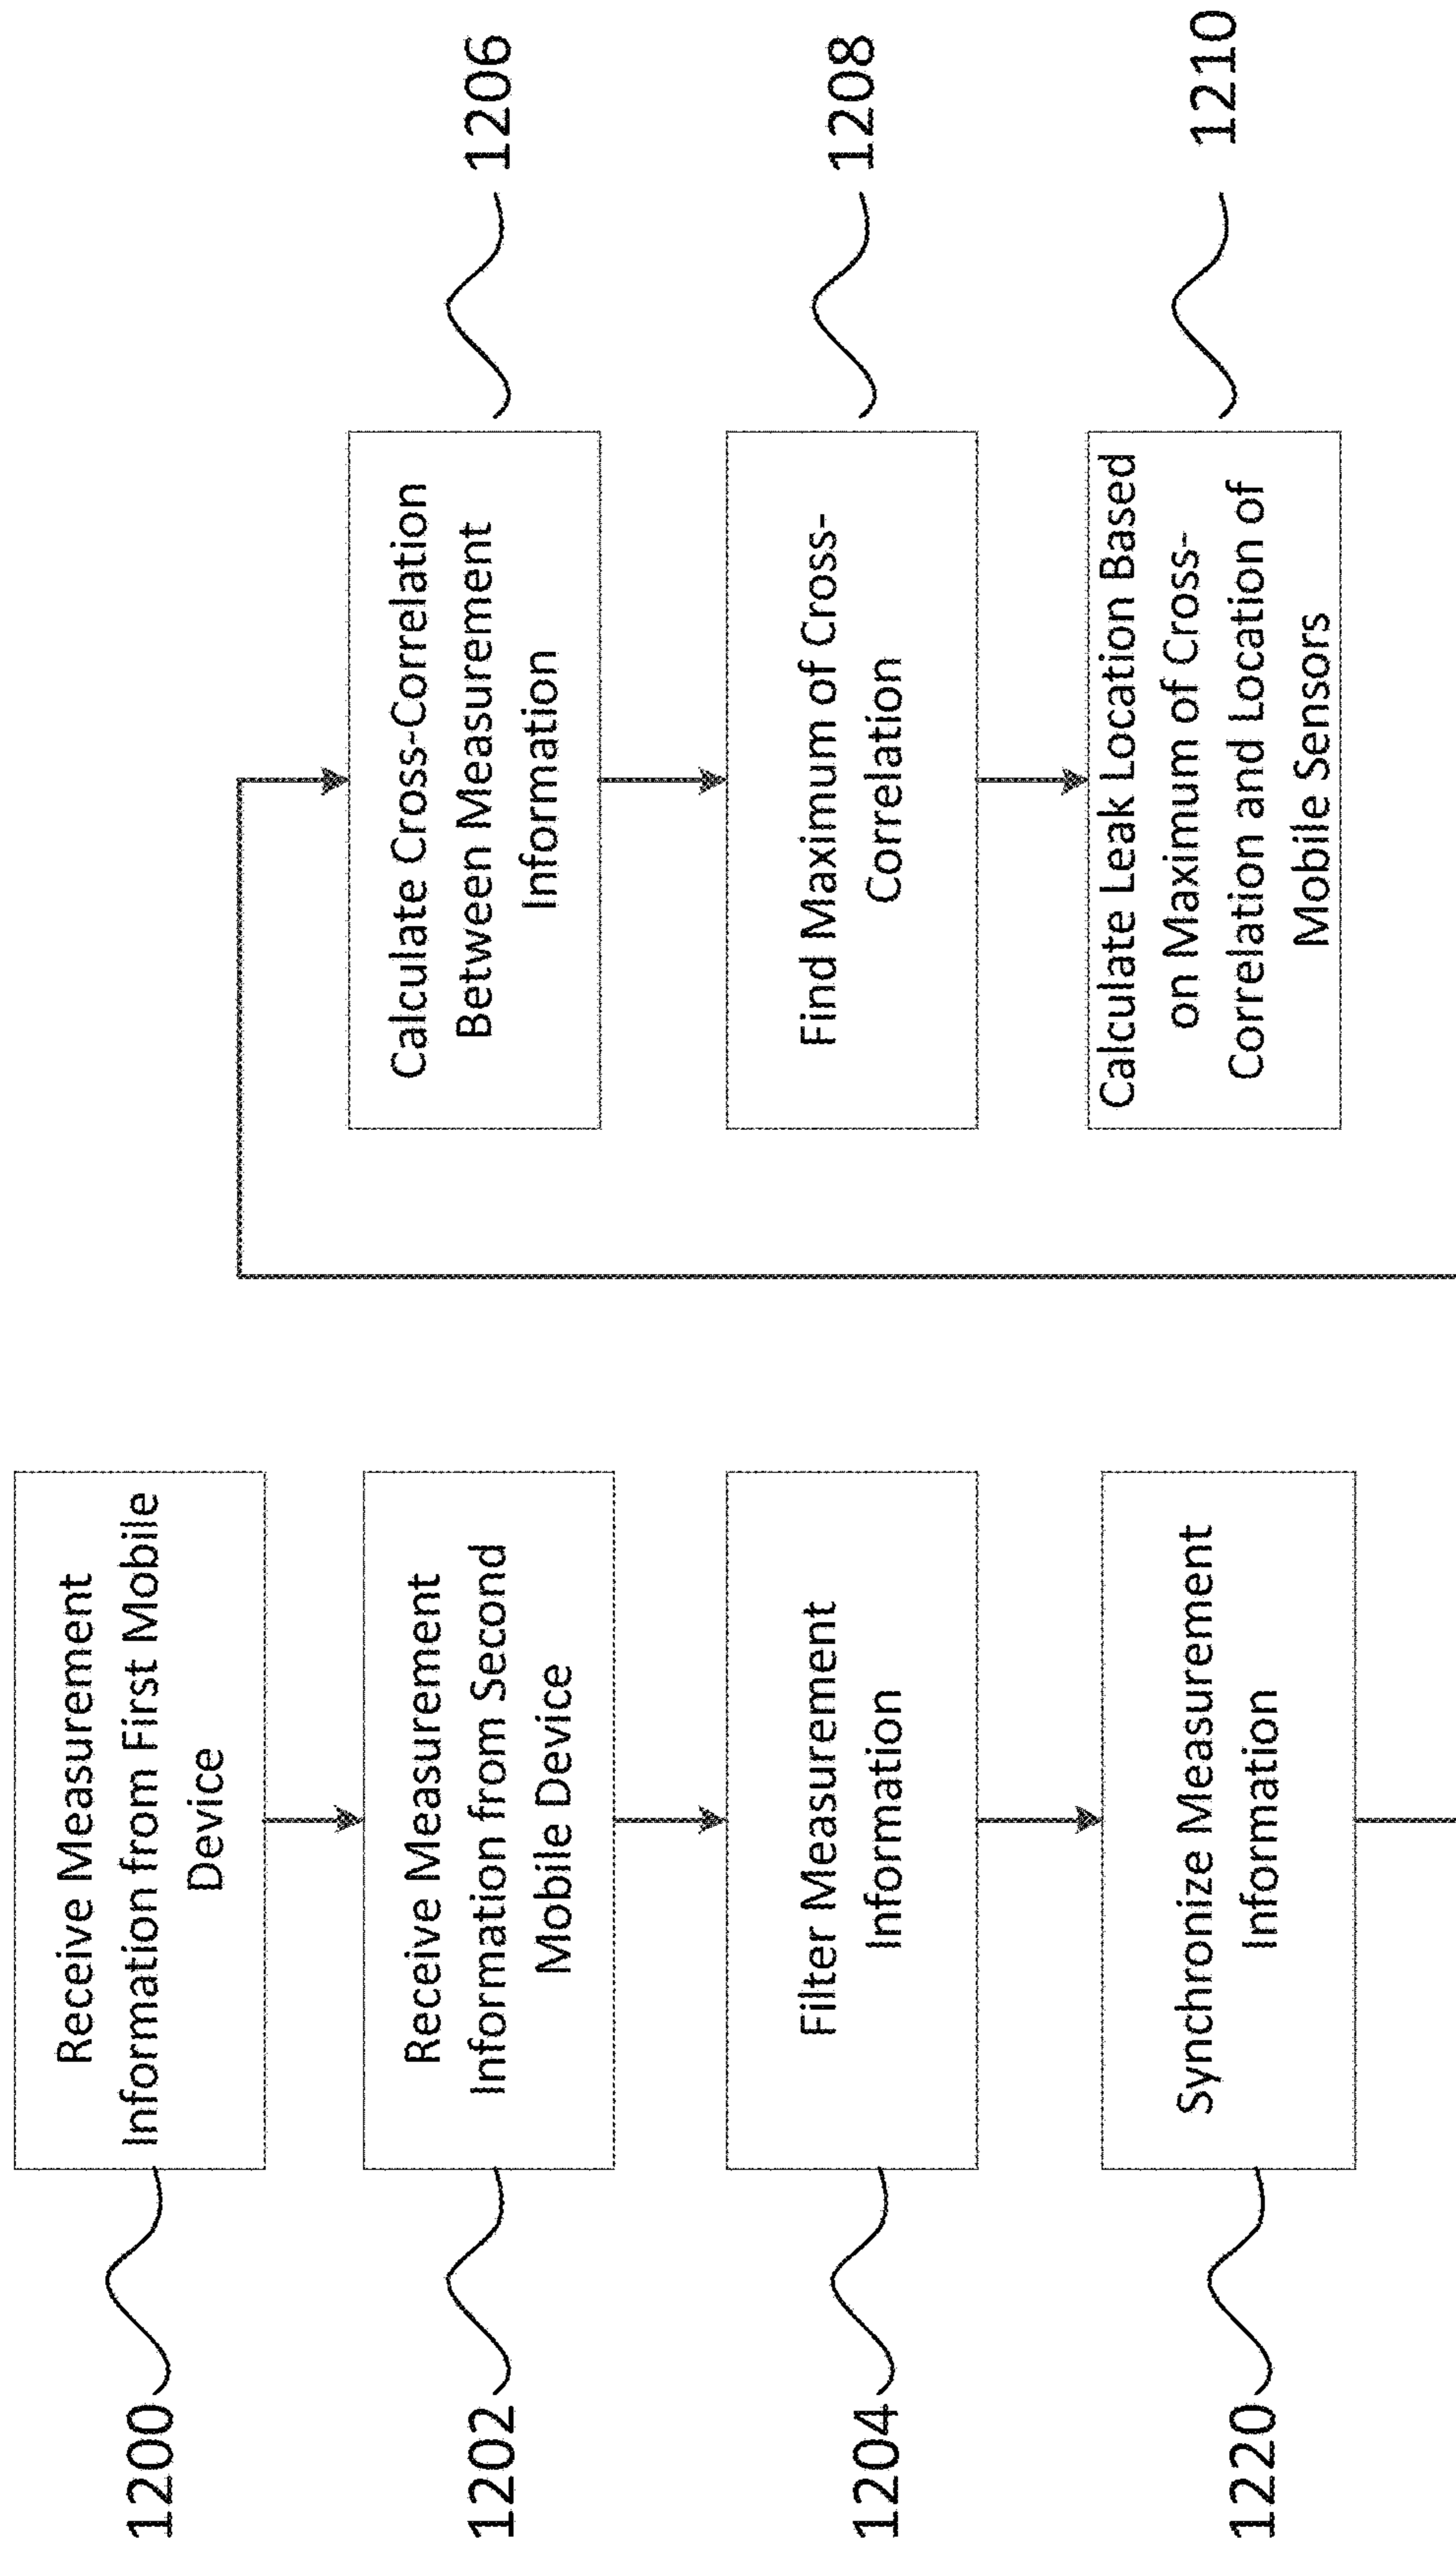 1200
Receive Measurement
Information from First Mobile
Device
1202
Receive Measurement
Information from Second
Mobile Device
1204
Filter Measurement
Information
1220
Synchronize Measurement
Information
Calculate Cross-Correlation
Between Measurement
Information
1206
Find Maximum of Cross-
Correlation
1208
Calculate Leak Location Based
on Maximum of Cross-
Correlation and Location of
Mobile Sensors
1210